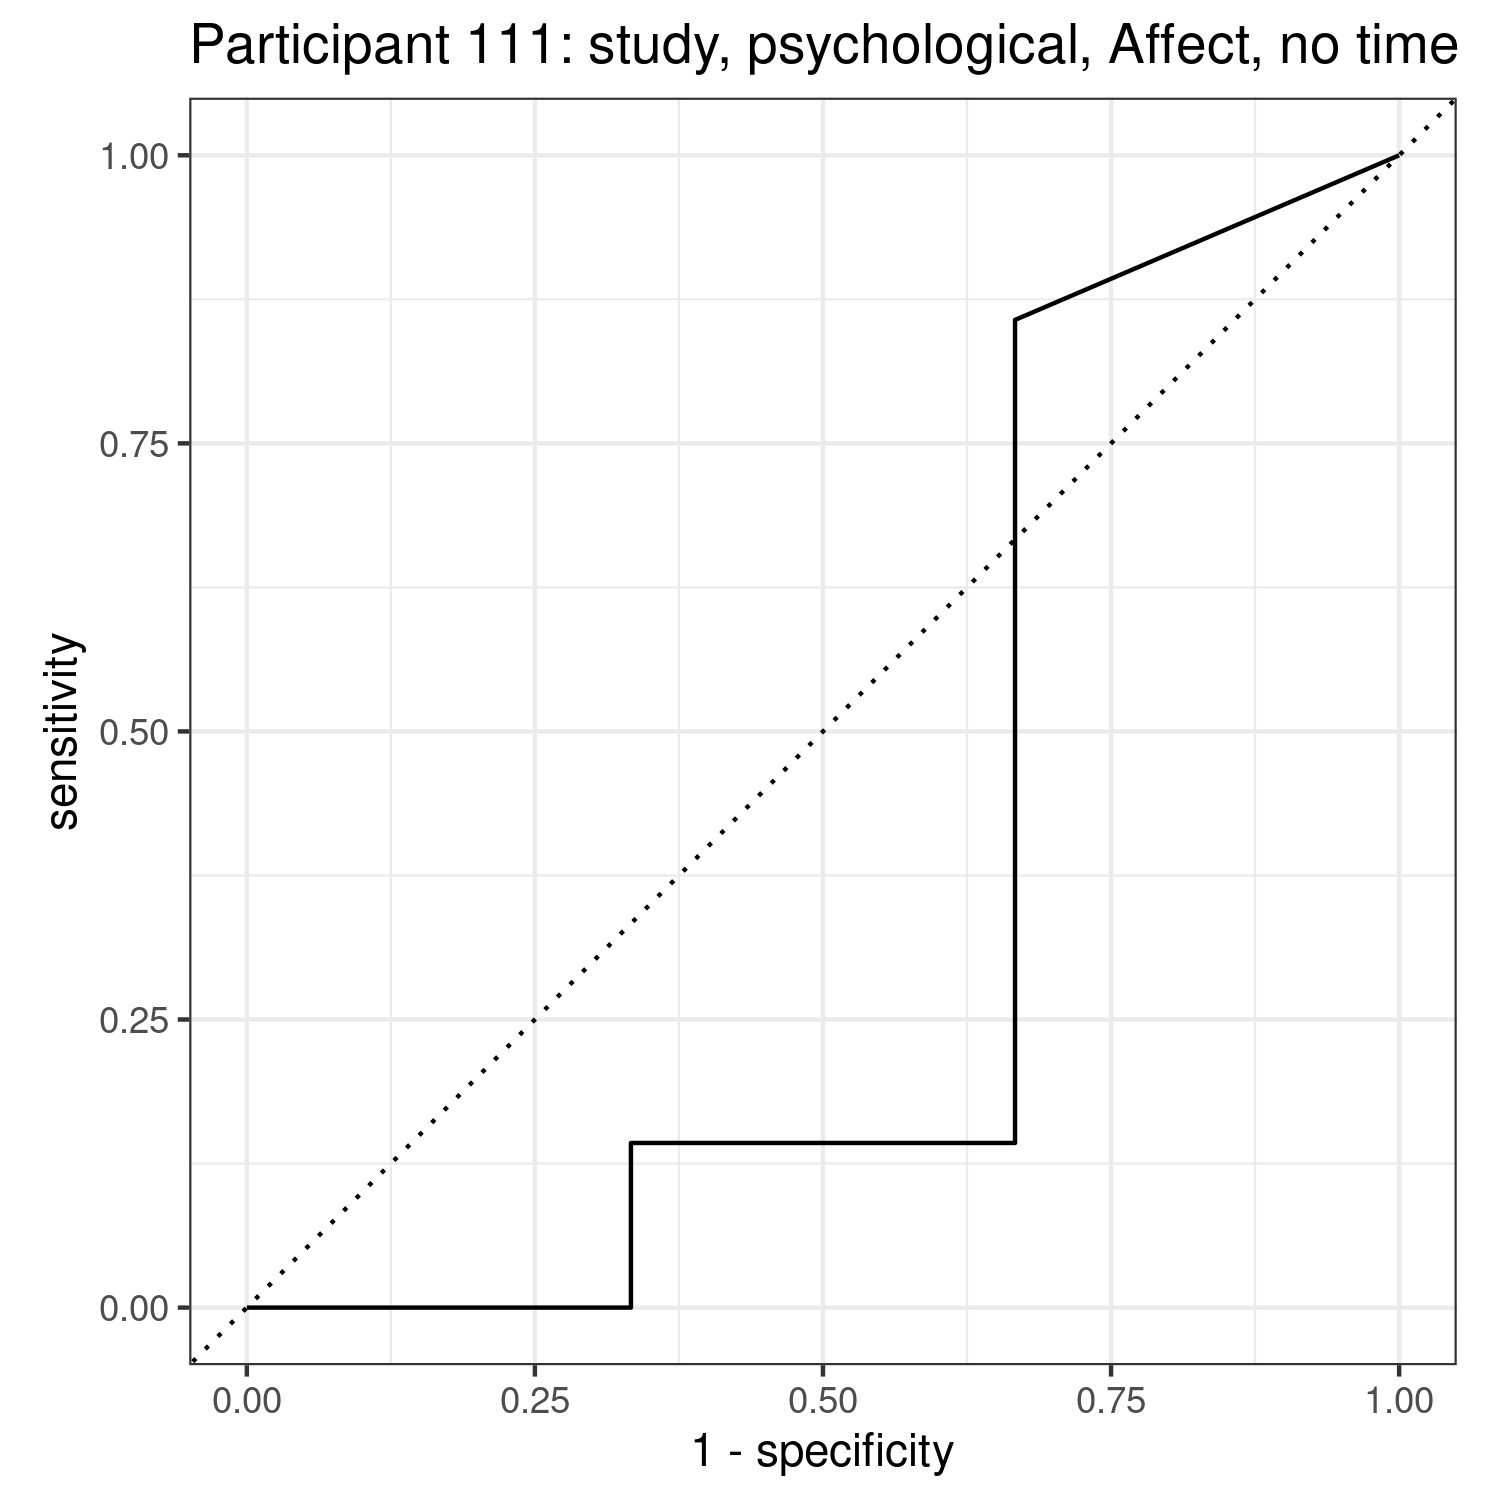 Participant 111: study, psychological, Affect, no time
1.00
0.75
0.50
0.25
0.00
sensitivity
0.00 0.25 0.50 0.75 1.00
1 - specificity